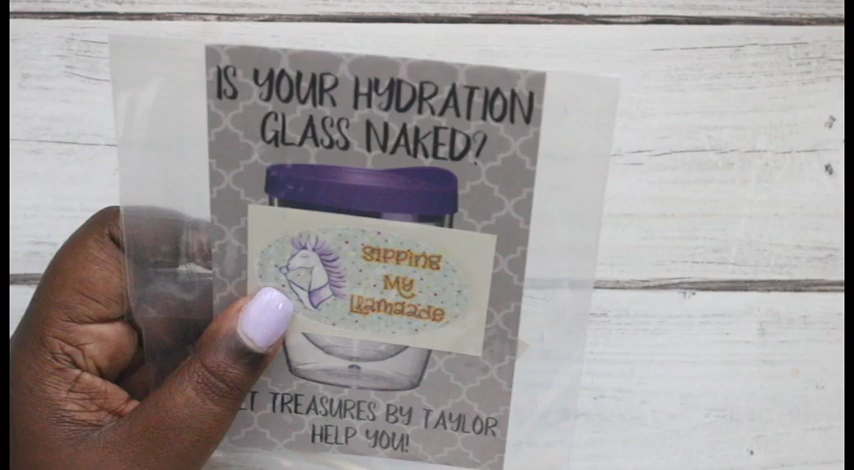 IS YOUR HYDRATION
GLASS NAKED?
SIPPING
MY
LLAMAADE
TREASURES BY TAYLOR
HELP YOU!